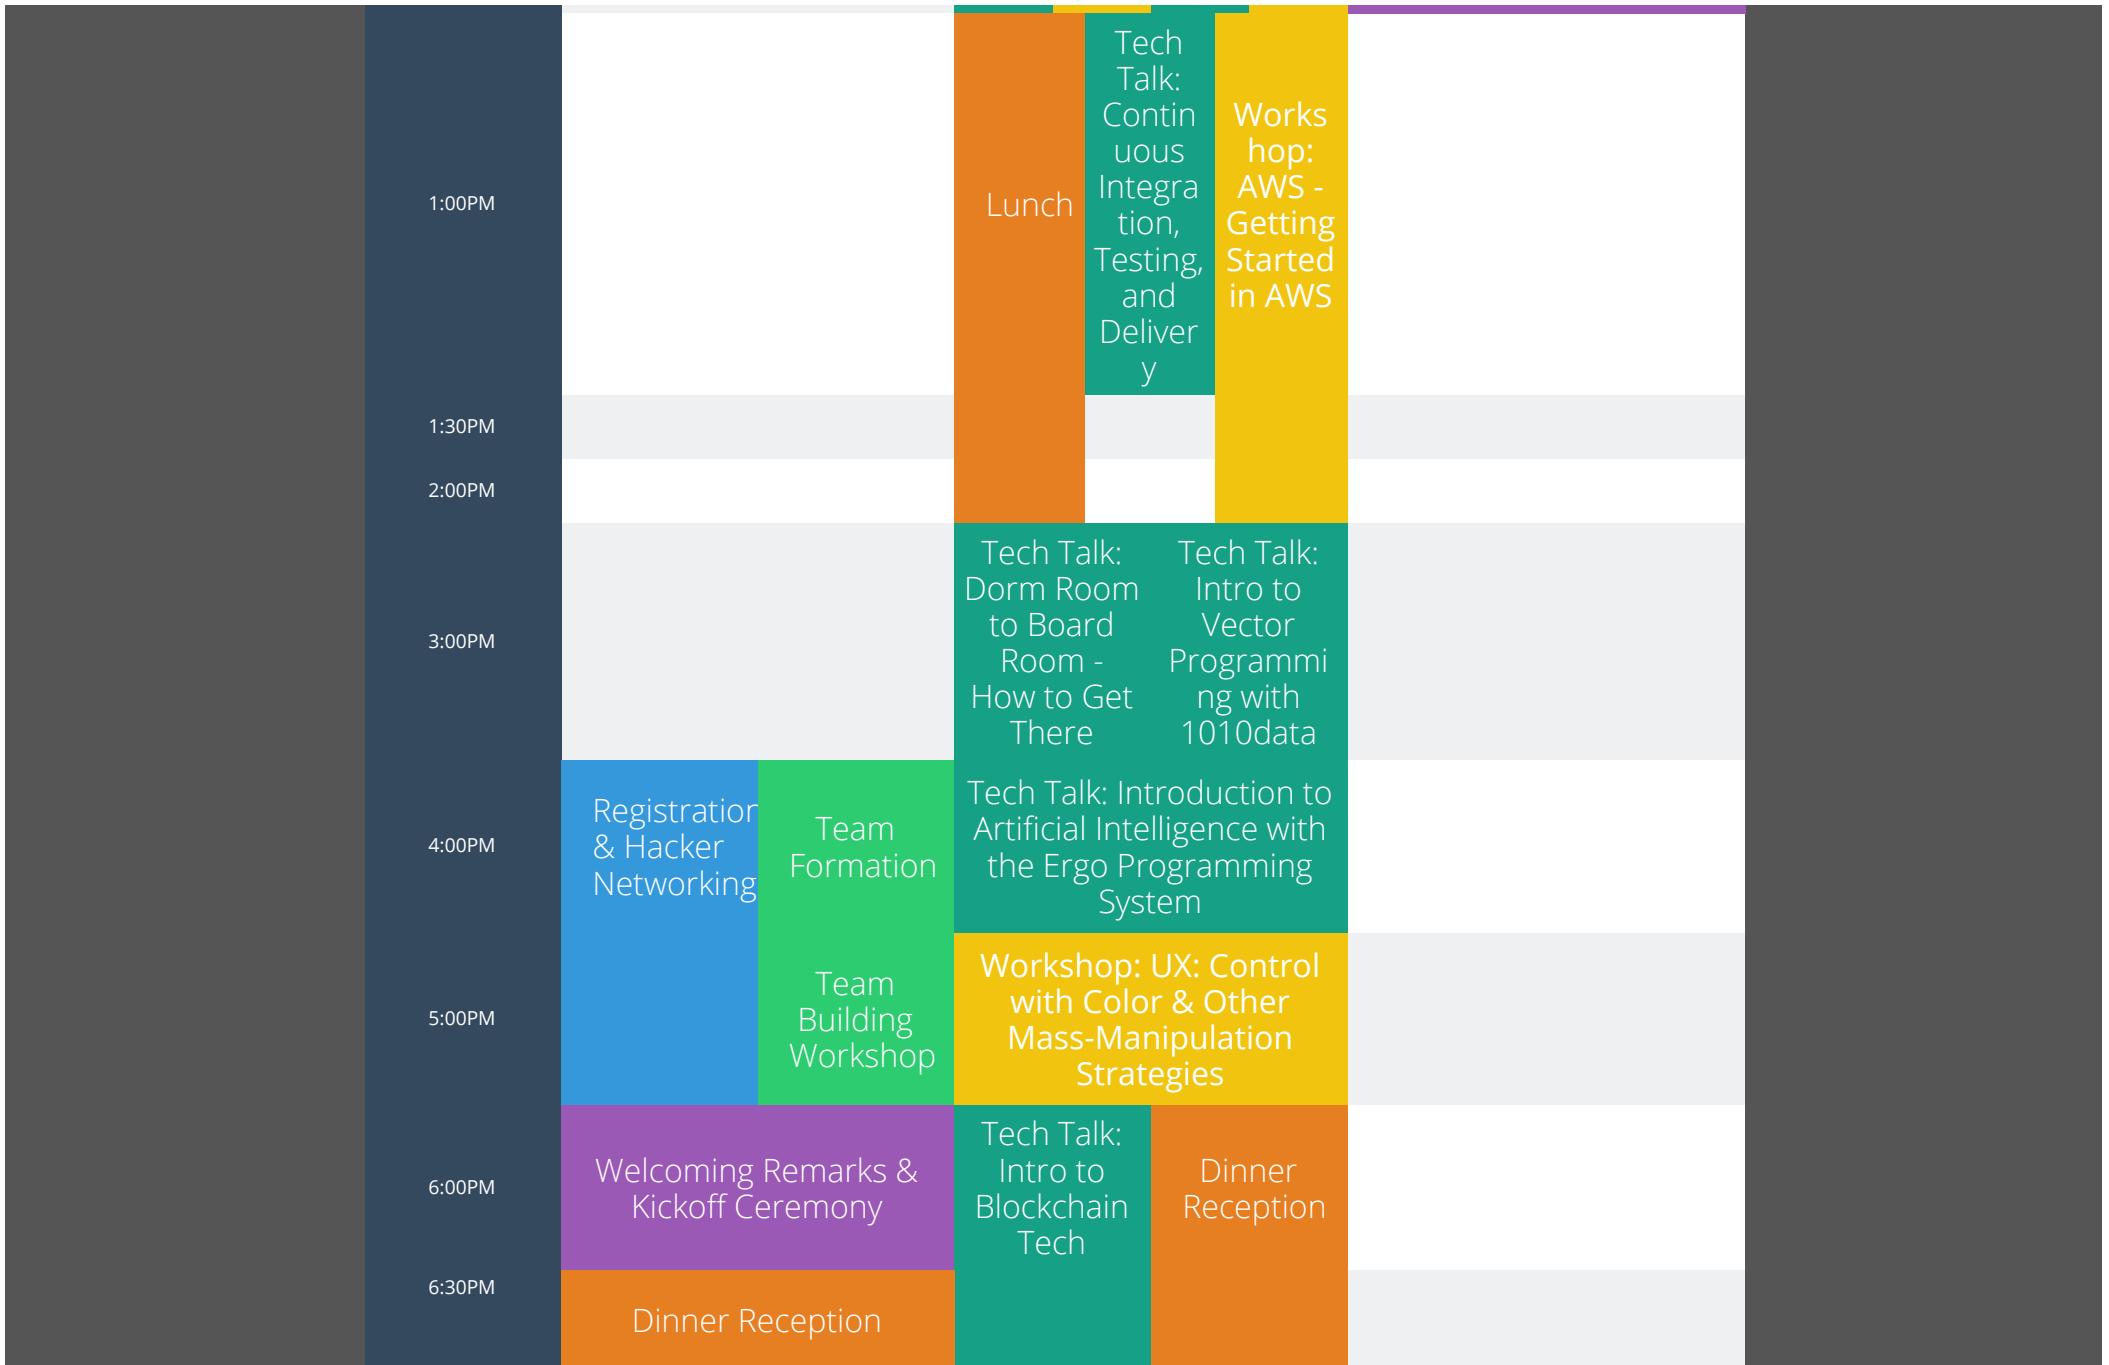 1:00PM
Lunch
Tech
Talk:
Contin
uous
Integra
tion,
Testing,
and
Deliver
y
Works
hop:
AWS -
Getting
Started
in AWS
1:30PM
2:00PM
3:00PM
Tech Talk:
Dorm Room
to Board
Room -
How to Get
There
Tech Talk:
Intro to
Vector
Programmi
ng with
1010data
4:00PM
Registration
& Hacker
Networking
Team
Formation
Tech Talk: Introduction to
Artificial Intelligence with
the Ergo Programming
System
5:00PM
Team
Building
Workshop
Workshop: UX: Control
with Color & Other
Mass-Manipulation
Strategies
6:00PM
Welcoming Remarks &
Kickoff Ceremony
Tech Talk:
Intro to
Blockchain
Tech
Dinner
Reception
6:30PM
Dinner Reception